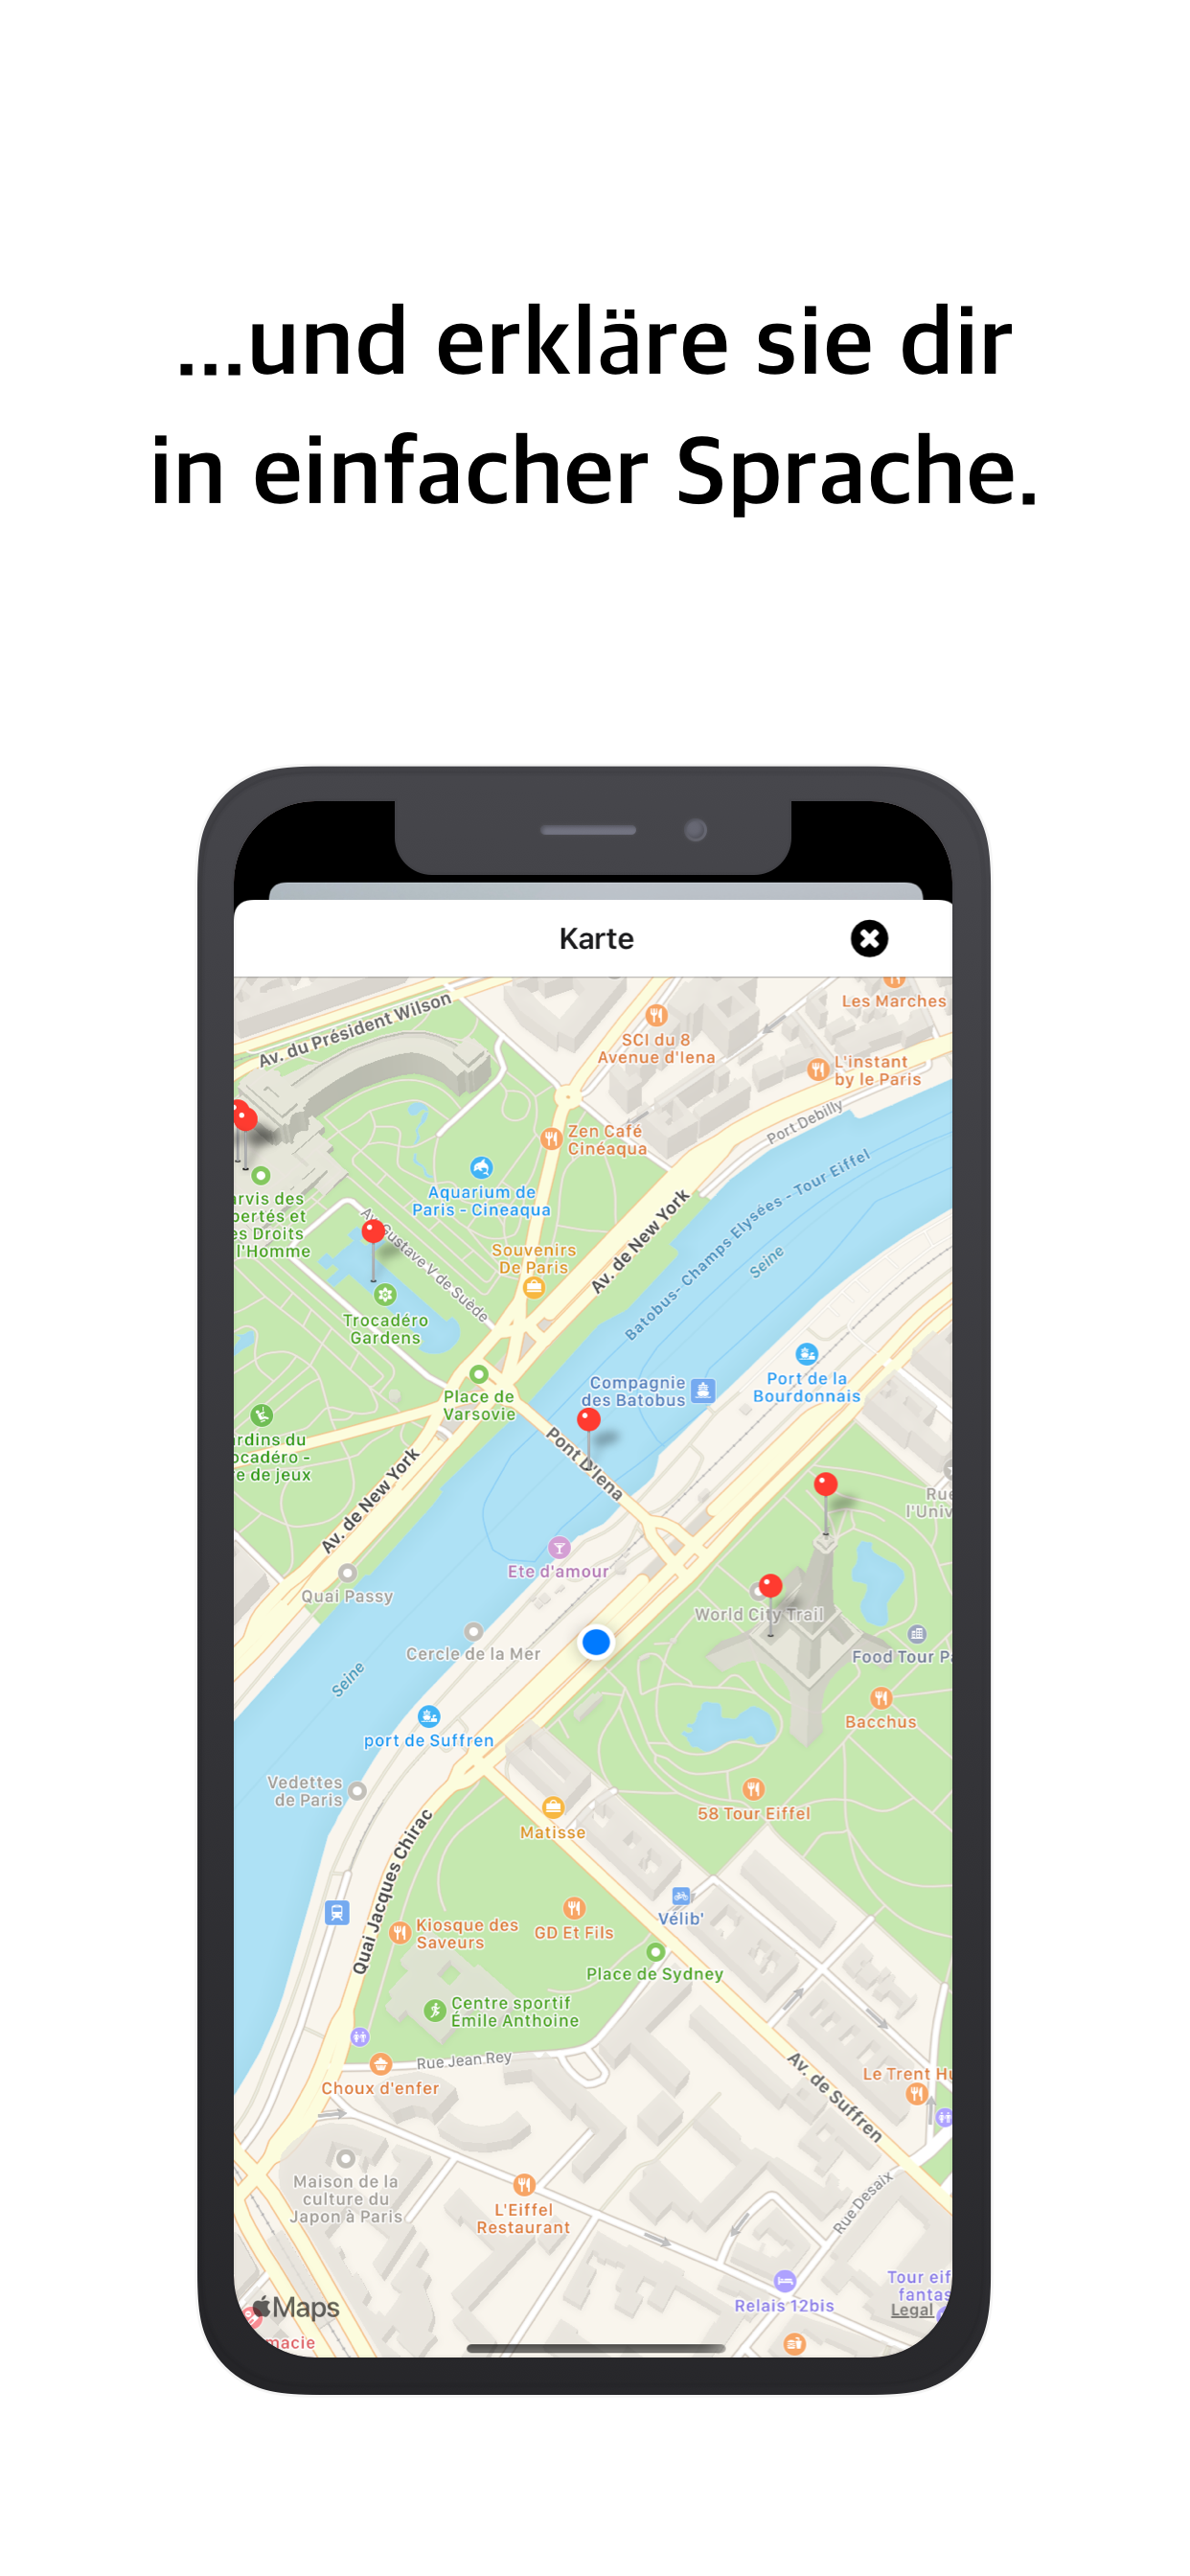 ...und erkläre sie dir
in einfacher Sprache.
Karte
Les Marches
Av. du Président Wilson
SCI du 8
Avenue d'Iena
L'instant
by le Paris
Port Debilly
Zen Café
Cinéaqua
Aquarium de
Paris - Cineaqua
Batobus- Champs Elysées - Tour Eiffel
Seine
rvis des
bertés et
es Droits
l'Homme
Av. Gustave V de Suède
Souvenirs
De Paris
Av. de New York
Trocadéro
Gardens
Place de
Varsovie
Compagnie
des Batobus
Port de la
Bourdonnais
rdins du
ocadéro -
re de jeux
Pont D'Iena
Av. de New York
Rue
l'Univ
Ete d'amour
Quai Passy
World City Trail
Cercle de la Mer
Food Tour Pa
Seine
Bacchus
port de Suffren
Vedettes
de Paris
58 Tour Eiffel
Matisse
Quai Jacques Chirac
Vélib'
Kiosque des
Saveurs
GD Et Fils
Place de Sydney
Centre sportif
Émile Anthoine
Rue Jean Rey
Choux d'enfer
Av. de Suffren
Le Trent Hu
Maison de la
culture du
Japon à Paris
L'Eiffel
Restaurant
Rue Desaix
Relais 12bis
Tour eif
fantas
Legal
Maps
macie